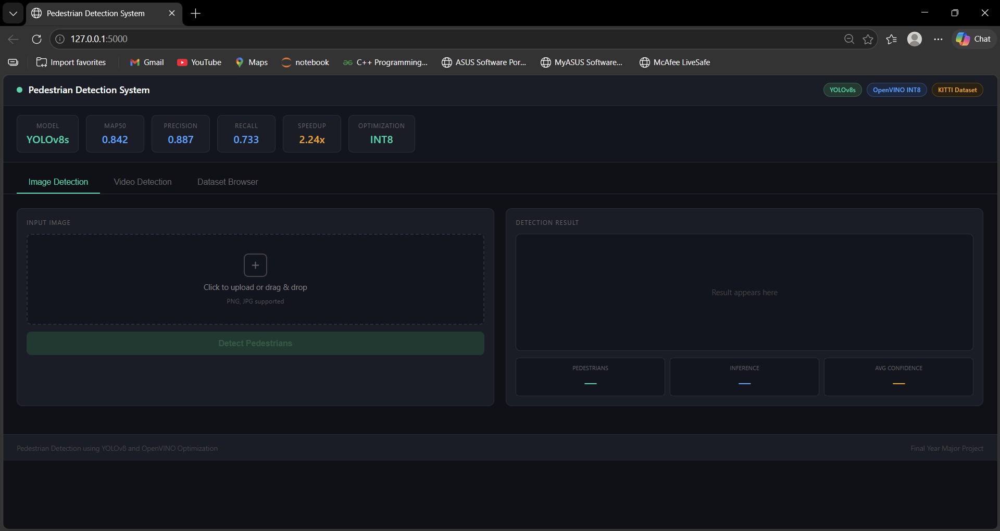 Pedestrian Detection System
127.0.0.1:5000
Chat
Import favorites
Gmail
YouTube
Maps
notebook
C++ Programming...
ASUS Software Por...
MyASUS Software...
McAfee LiveSafe
Pedestrian Detection System
YOLOv8s
OpenVINO INT8
KITTI Dataset
MODEL
YOLOv8s
MAP50
0.842
PRECISION
0.887
RECALL
0.733
SPEEDUP
2.24x
OPTIMIZATION
INT8
Image Detection
Video Detection
Dataset Browser
INPUT IMAGE
Click to upload or drag & drop
PNG, JPG supported
Detect Pedestrians
DETECTION RESULT
Result appears here
PEDESTRIANS
—
INFERENCE
—
AVG CONFIDENCE
—
Pedestrian Detection using YOLOv8 and OpenVINO Optimization
Final Year Major Project